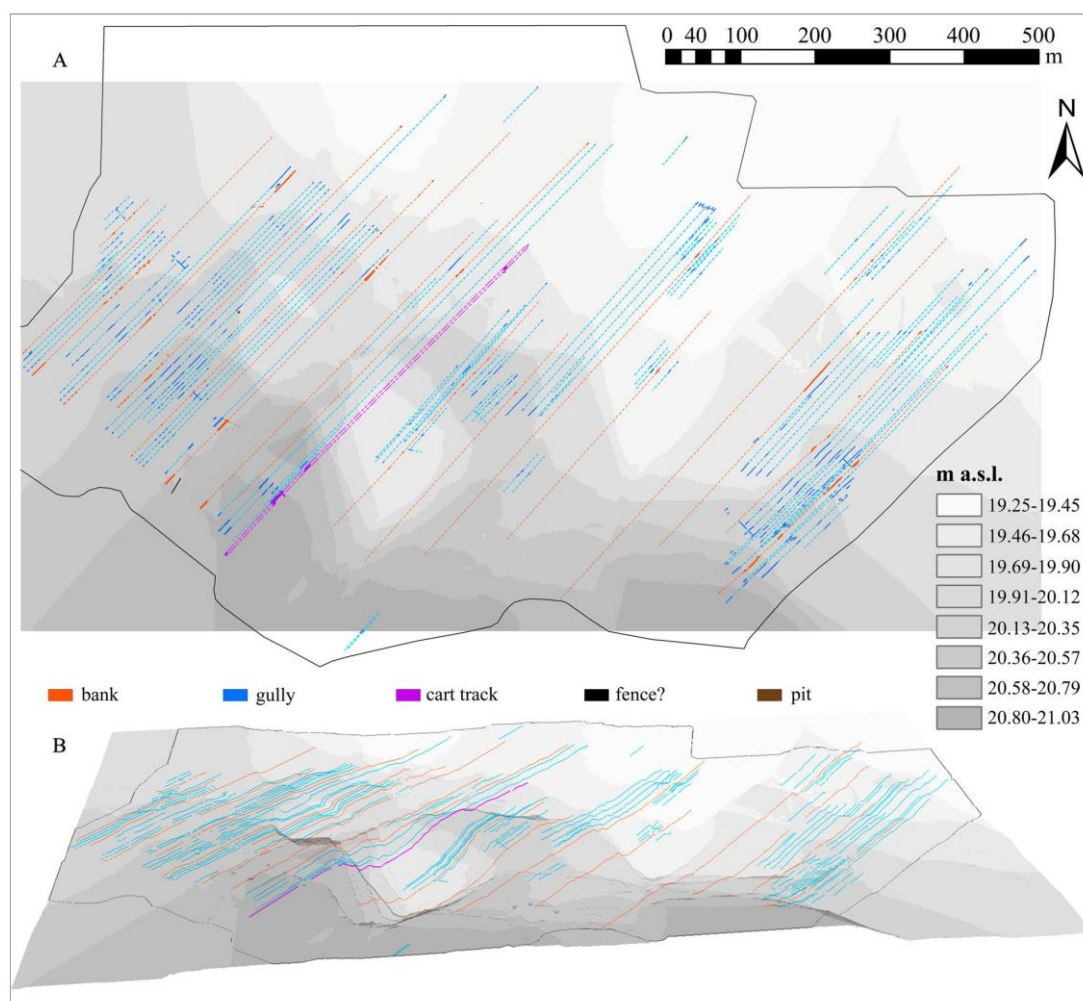 A
0 40 100 200 300 400 500
m
N
m a.s.l.
19.25-19.45
19.46-19.68
19.69-19.90
19.91-20.12
20.13-20.35
20.36-20.57
20.58-20.79
20.80-21.03
bank gully cart track fence? pit
B